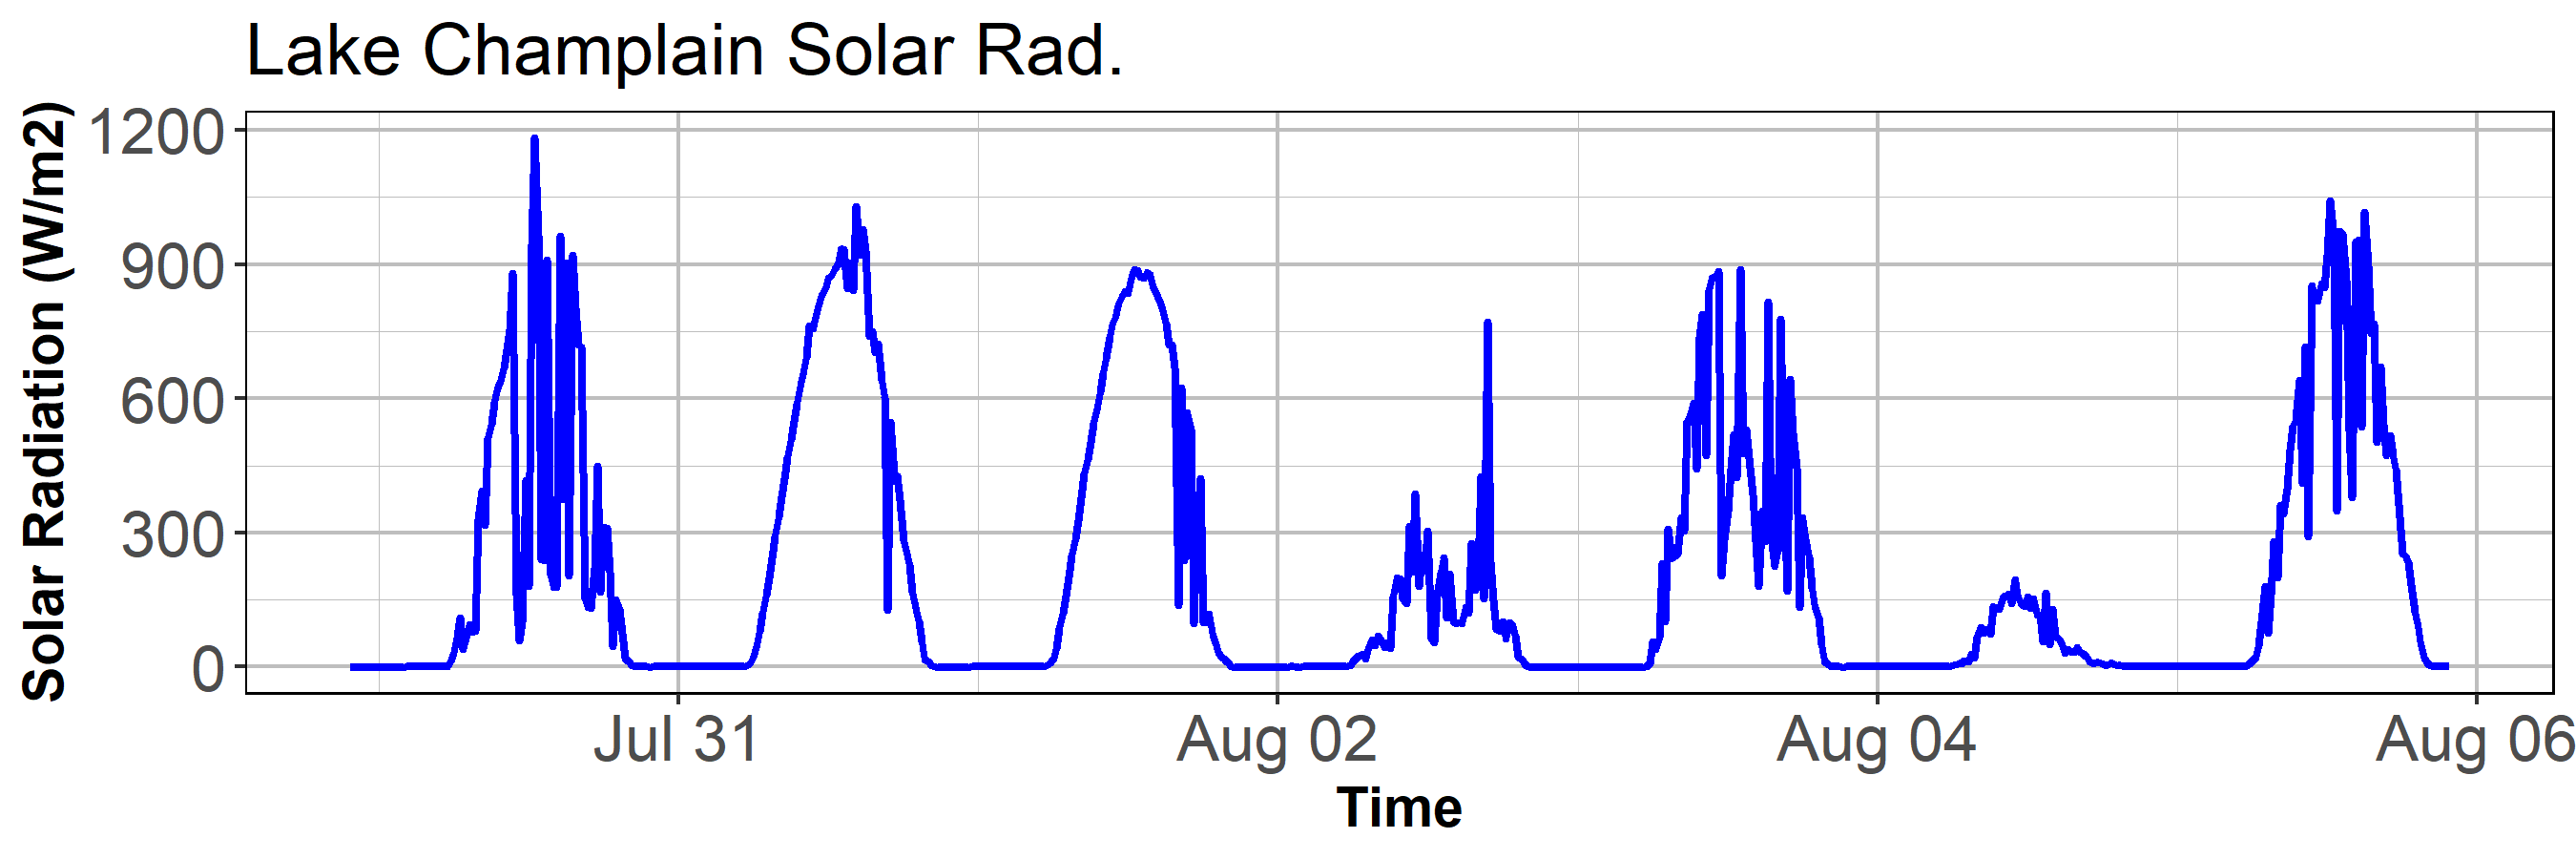 Lake Champlain Solar Rad.
Solar Radiation (W/m2)
1200
900
600
300
0
Jul 31 Aug 02 Aug 04 Aug 06
Time